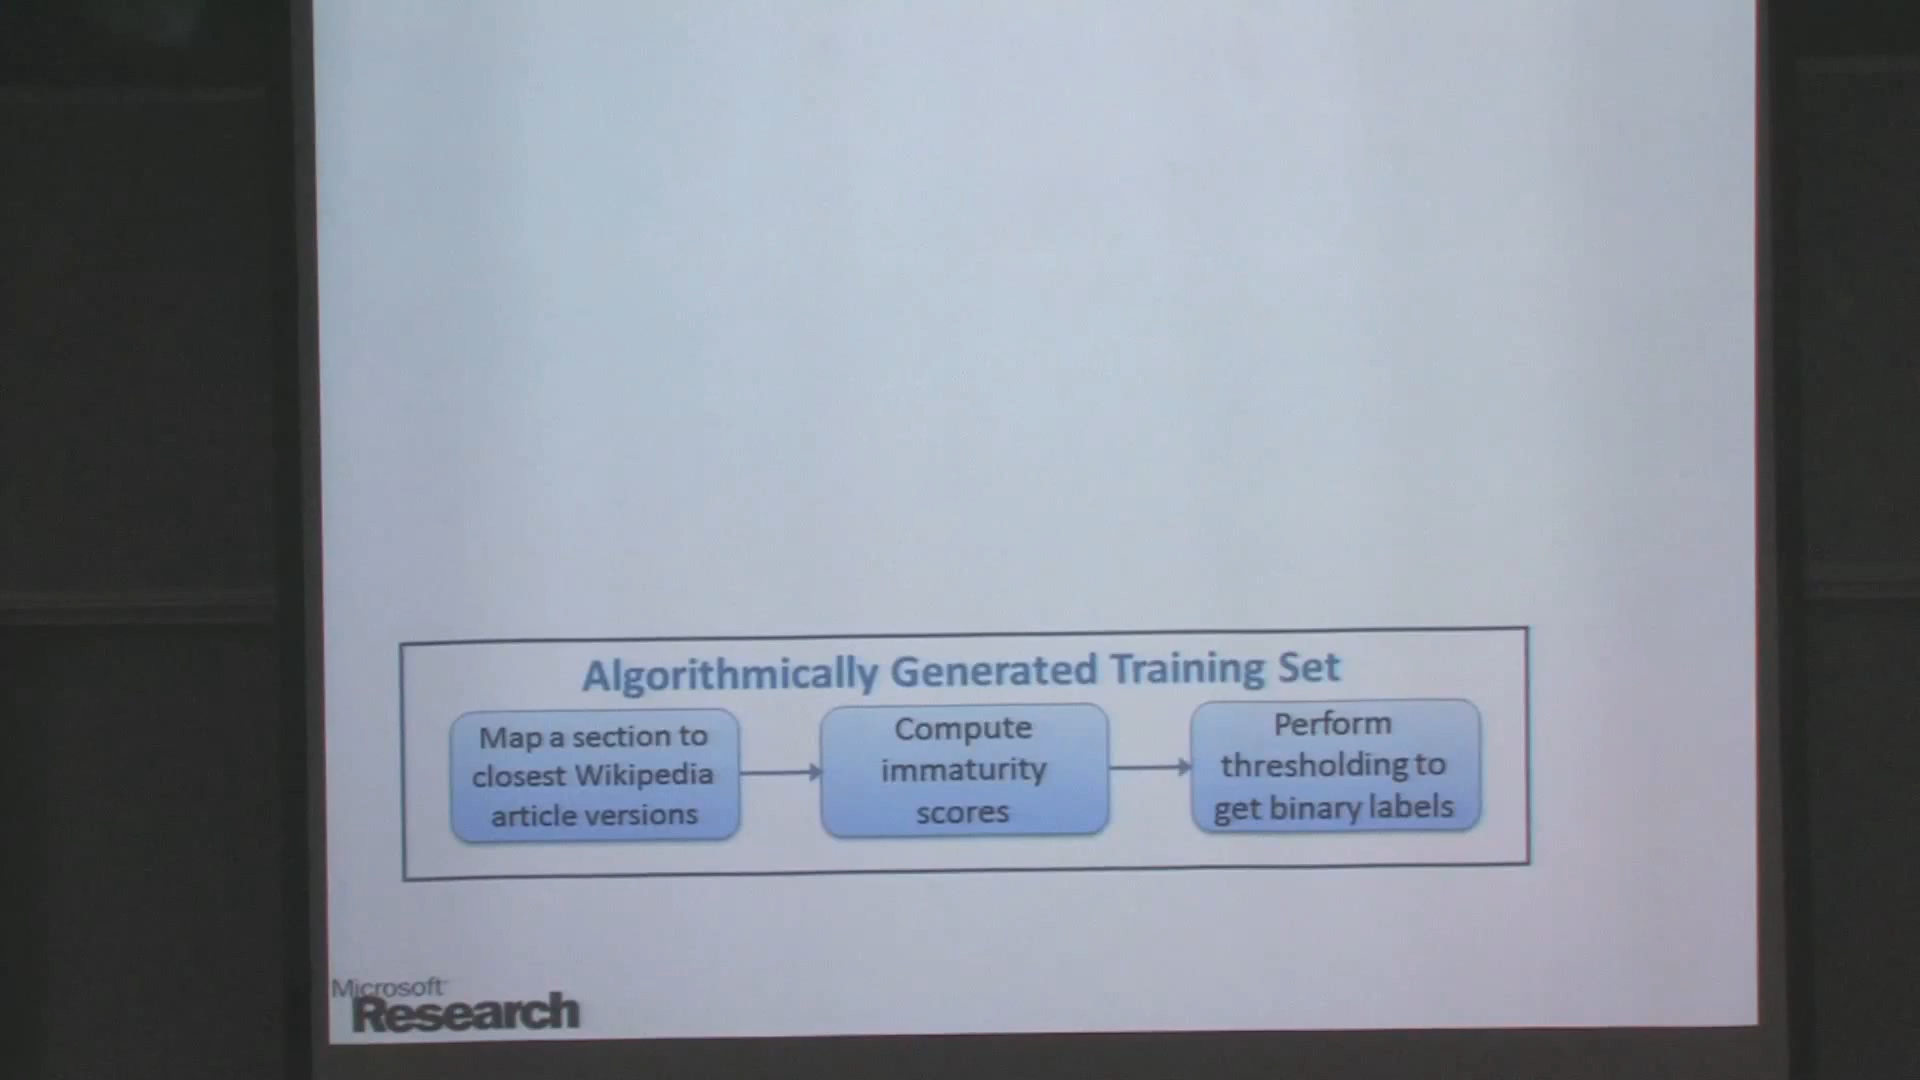 Algorithmically Generated Training Set
Map a section to
closest Wikipedia
article versions
Compute
immaturity
scores
Perform
thresholding to
get binary labels
Microsoft
Research